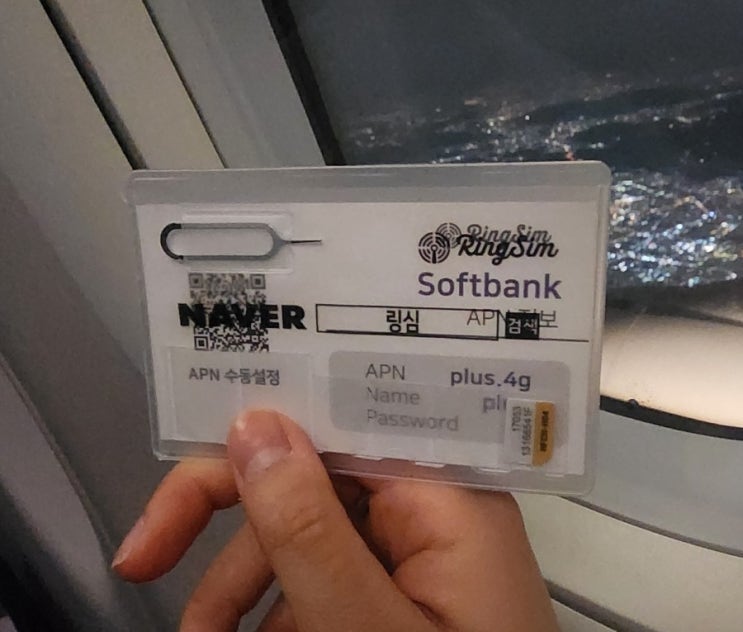 RingSim
RingSim
Softbank
NAVER 링심 검색
APN 정보
APN 수동설정
APN plus.4g
Name
Password